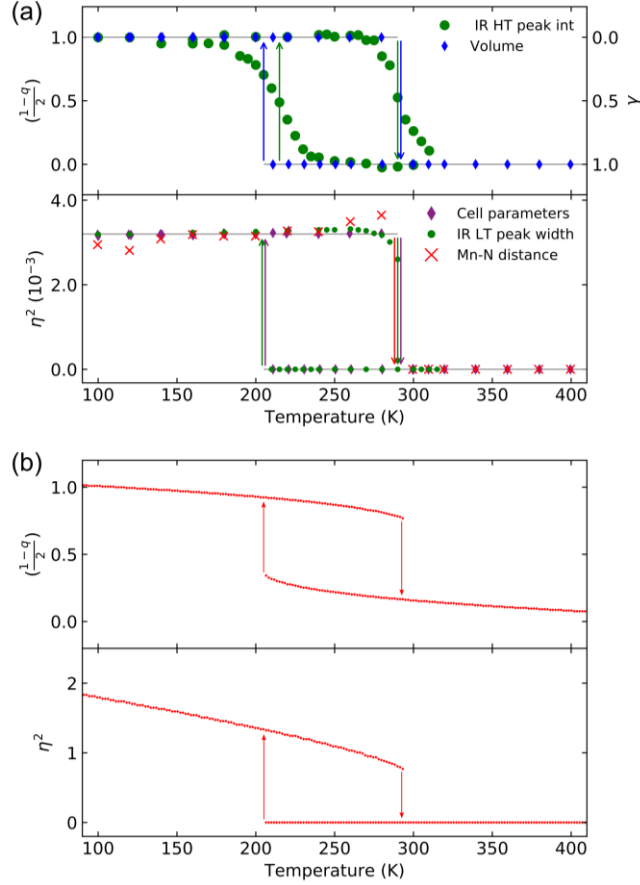 (a)
1.0
0.5
0.0
(1-q/2)
0.0
0.5
1.0
γ
IR HT peak int
Volume
4.0
2.0
0.0
η² (10⁻³)
Cell parameters
IR LT peak width
Mn-N distance
100 150 200 250 300 350 400
Temperature (K)
(b)
1.0
0.5
0.0
(1-q/2)
2
1
0
η²
100 150 200 250 300 350 400
Temperature (K)